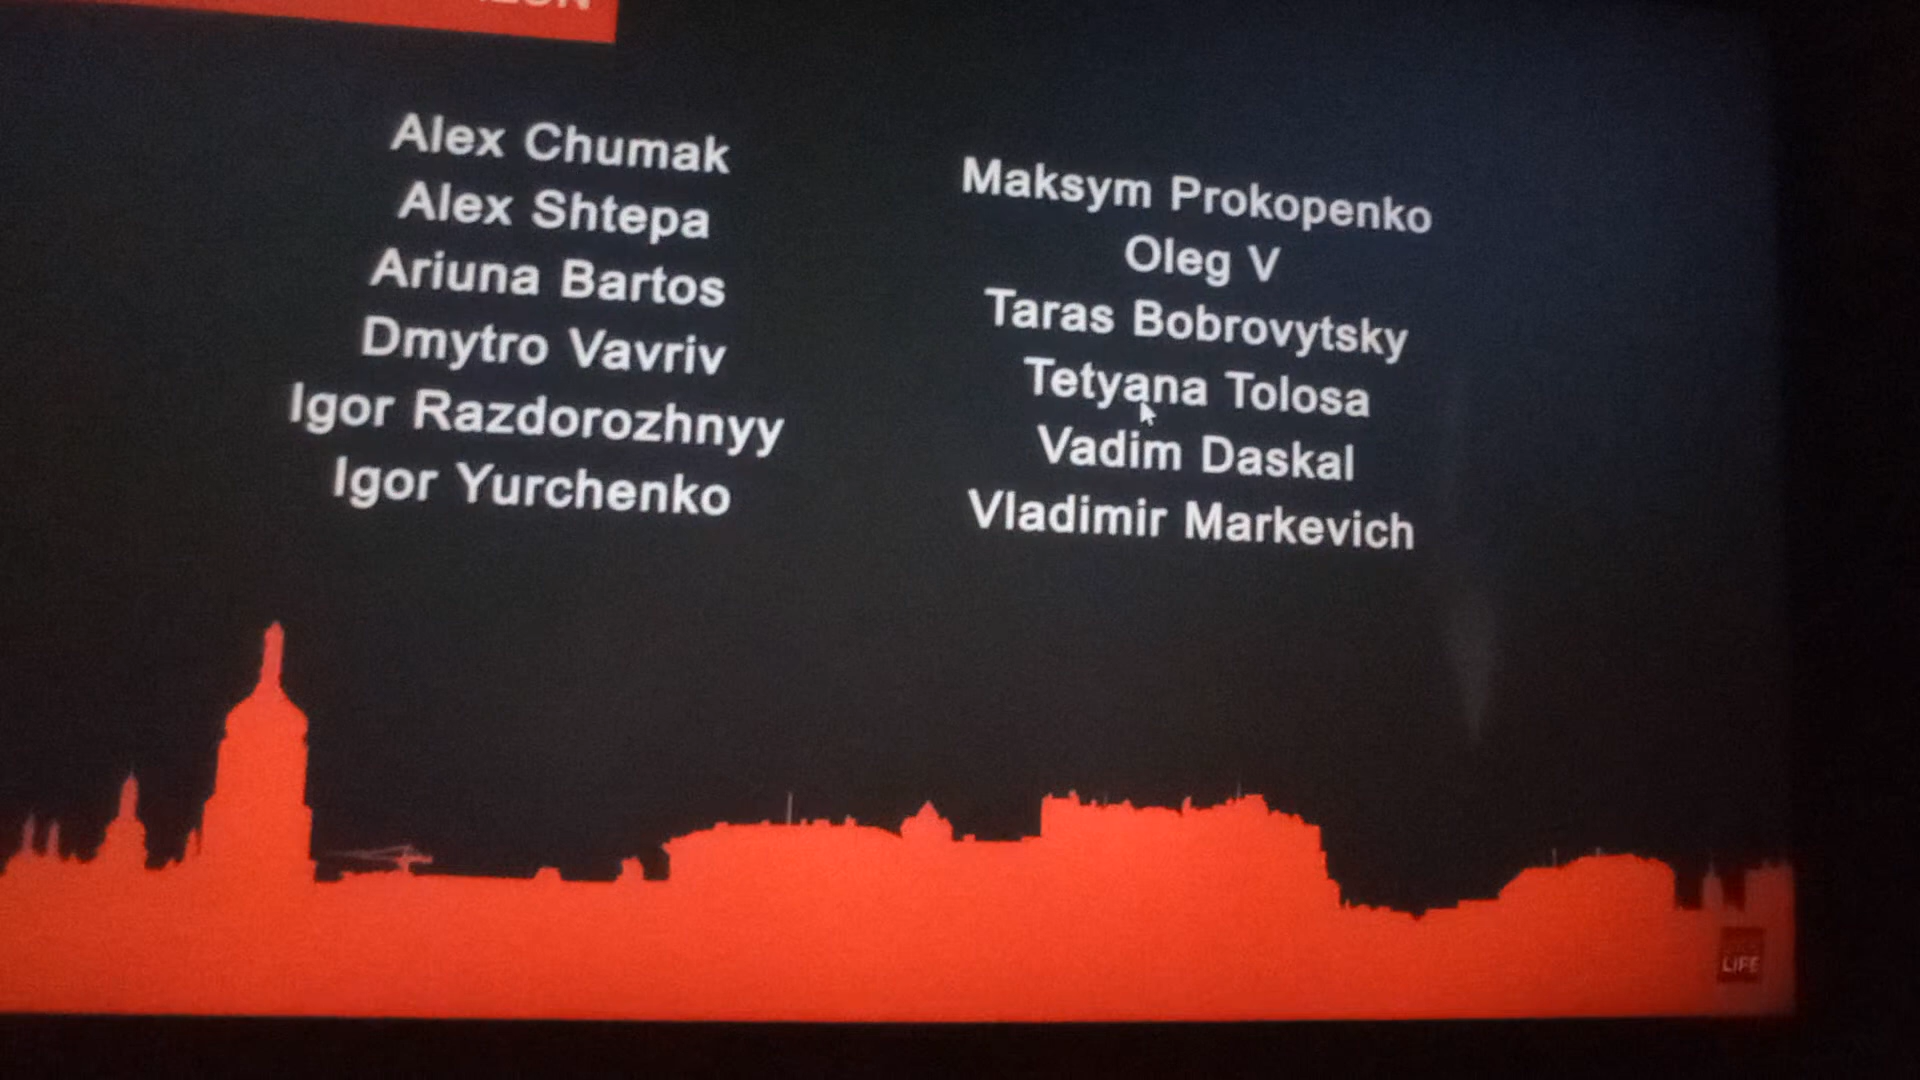 Alex Chumak
Alex Shtepa
Ariuna Bartos
Dmytro Vavriv
Igor Razdorozhnyy
Igor Yurchenko
Maksym Prokopenko
Oleg V
Taras Bobrovytsky
Tetyana Tolosa
Vadim Daskal
Vladimir Markevich
LIFE